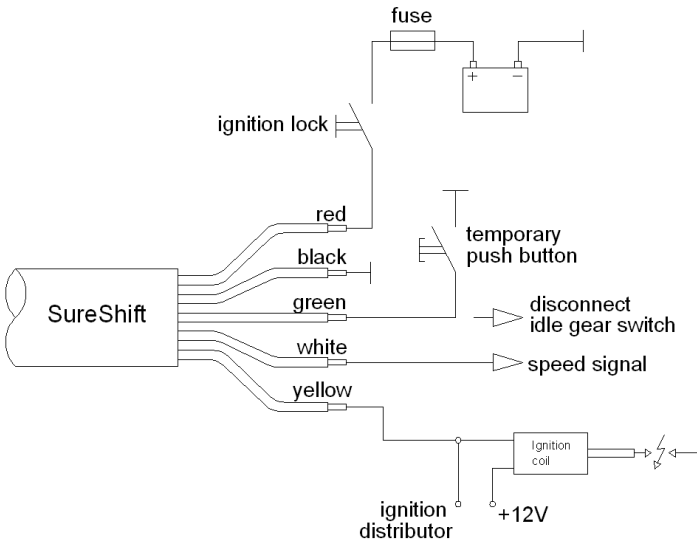 fuse
+ −
ignition lock
red
temporary
push button
black
SureShift
green
disconnect
idle gear switch
white
speed signal
yellow
Ignition
coil
ignition
distributor
+12V